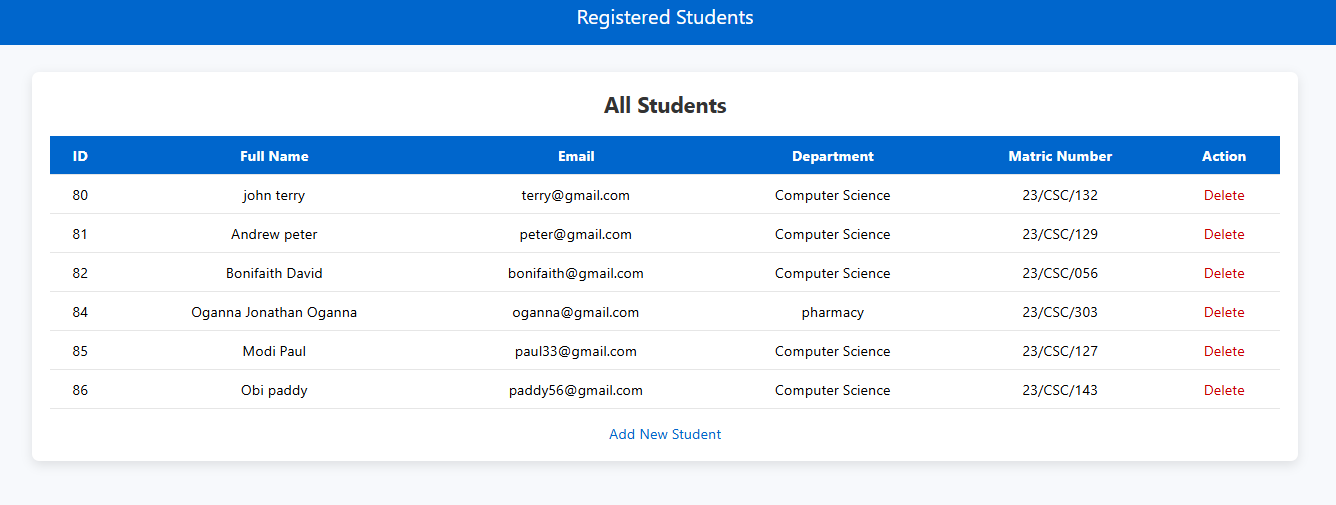 Registered Students
All Students
ID Full Name Email Department Matric Number Action
80 john terry terry@gmail.com Computer Science 23/CSC/132 Delete
81 Andrew peter peter@gmail.com Computer Science 23/CSC/129 Delete
82 Bonifaith David bonifaith@gmail.com Computer Science 23/CSC/056 Delete
84 Oganna Jonathan Oganna oganna@gmail.com pharmacy 23/CSC/303 Delete
85 Modi Paul paul33@gmail.com Computer Science 23/CSC/127 Delete
86 Obi paddy paddy56@gmail.com Computer Science 23/CSC/143 Delete
Add New Student